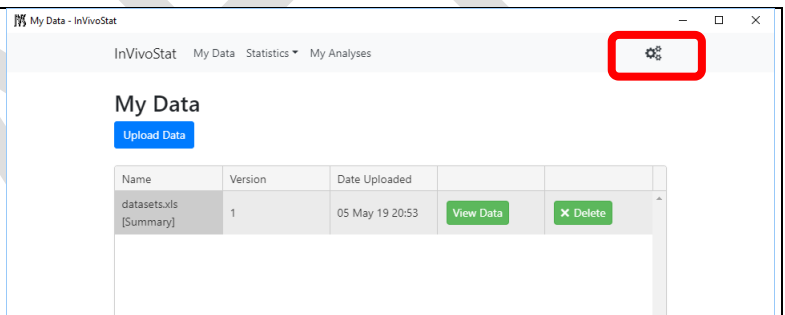 My Data - InVivoStat
InVivoStat My Data Statistics My Analyses
My Data
Upload Data
Name Version Date Uploaded
datasets.xls 1 05 May 19 20:53 View Data × Delete
[Summary]